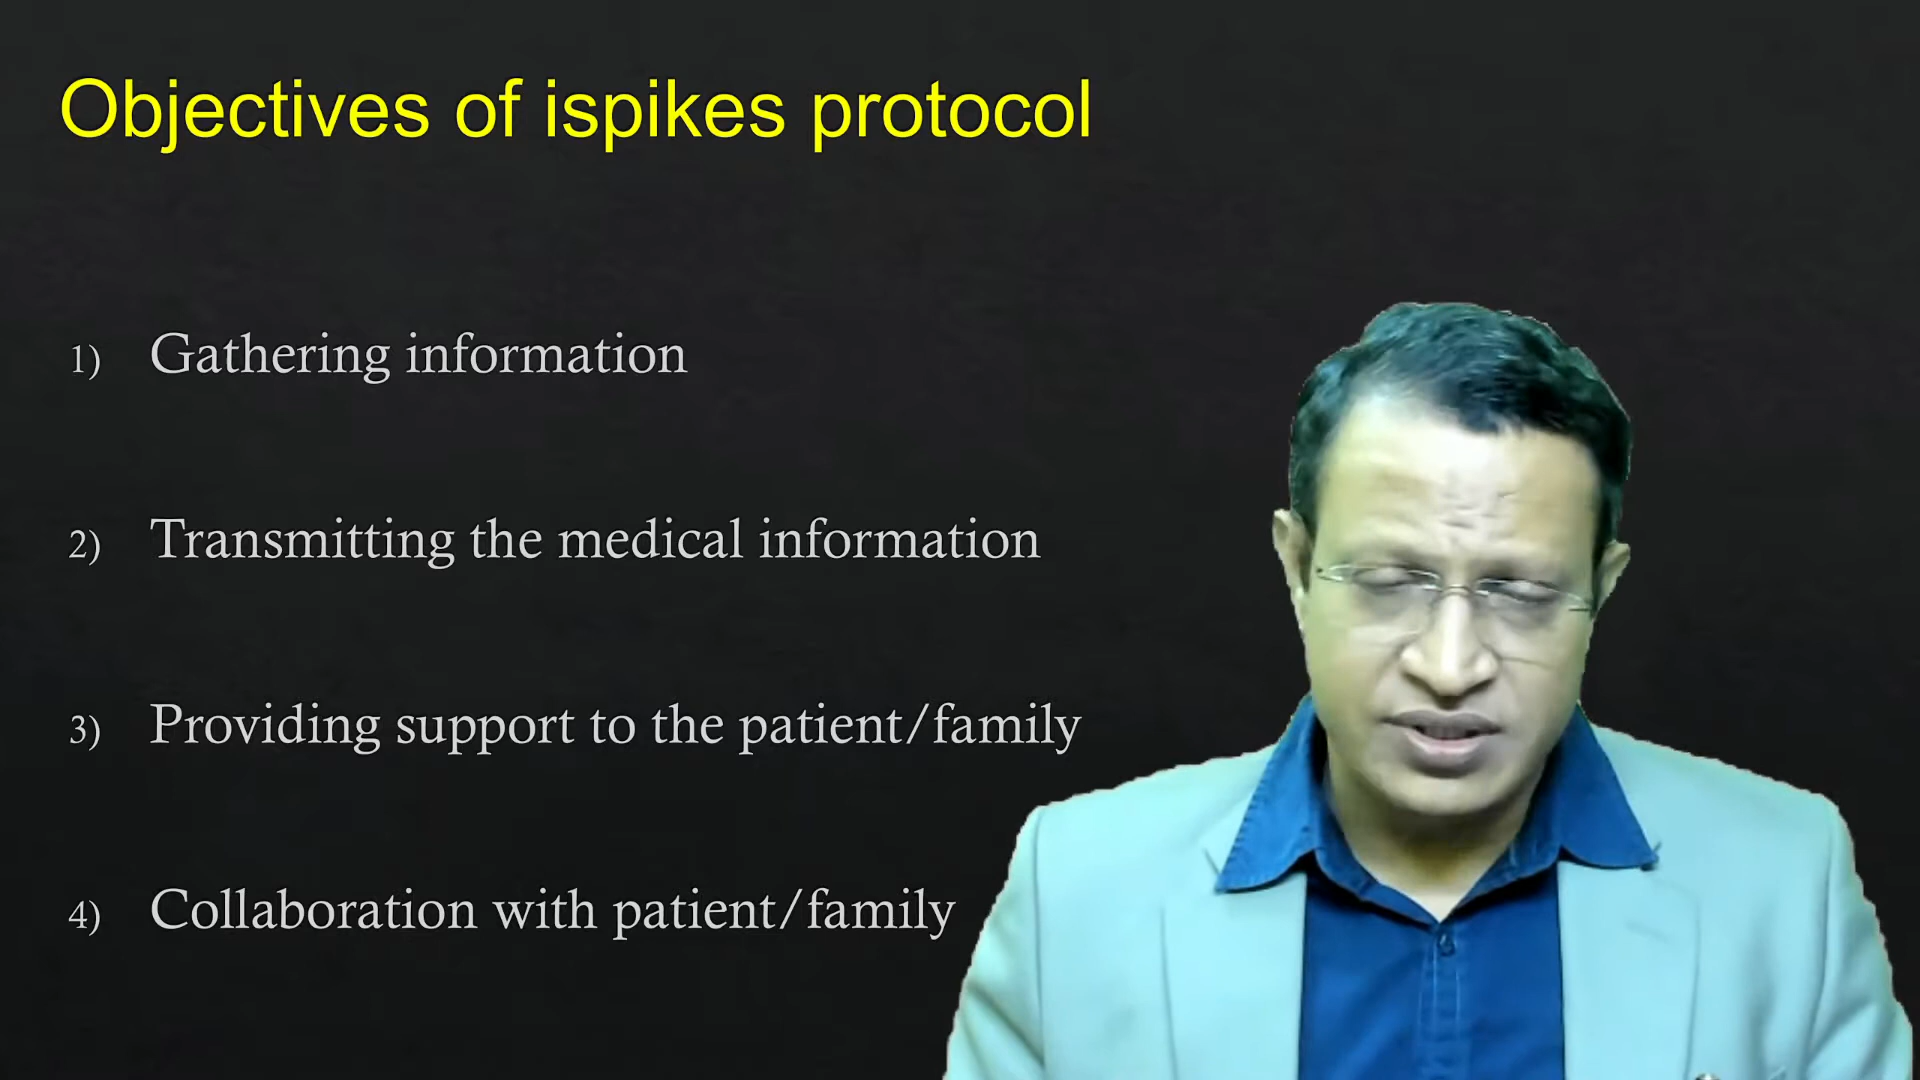 Objectives of ispikes protocol
1) Gathering information
2) Transmitting the medical information
3) Providing support to the patient/family
4) Collaboration with patient/family